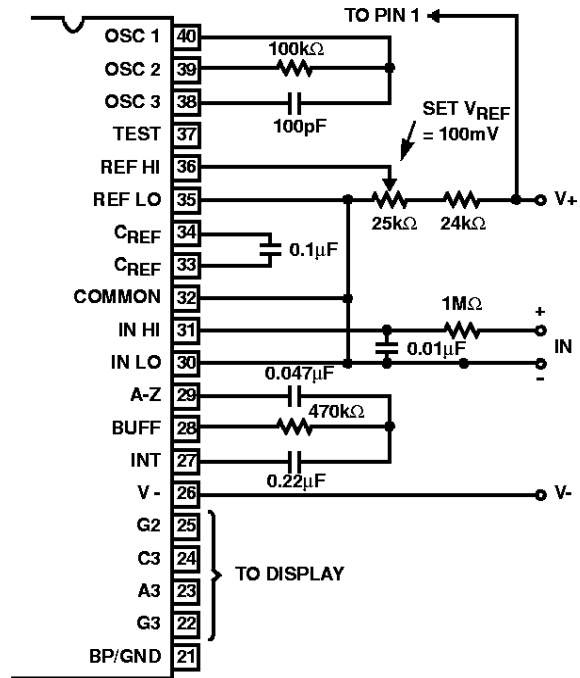 TO PIN 1
OSC 1 40
100kΩ
OSC 2 39
OSC 3 38
100pF
SET VREF
= 100mV
TEST 37
REF HI 36
REF LO 35
V+
25kΩ 24kΩ
CREF 34
0.1µF
CREF 33
COMMON 32
1MΩ
IN HI 31
+
0.01µF
IN
IN LO 30
-
0.047µF
A-Z 29
470kΩ
BUFF 28
INT 27
0.22µF
V - 26
V-
G2 25
C3 24
TO DISPLAY
A3 23
G3 22
BP/GND 21